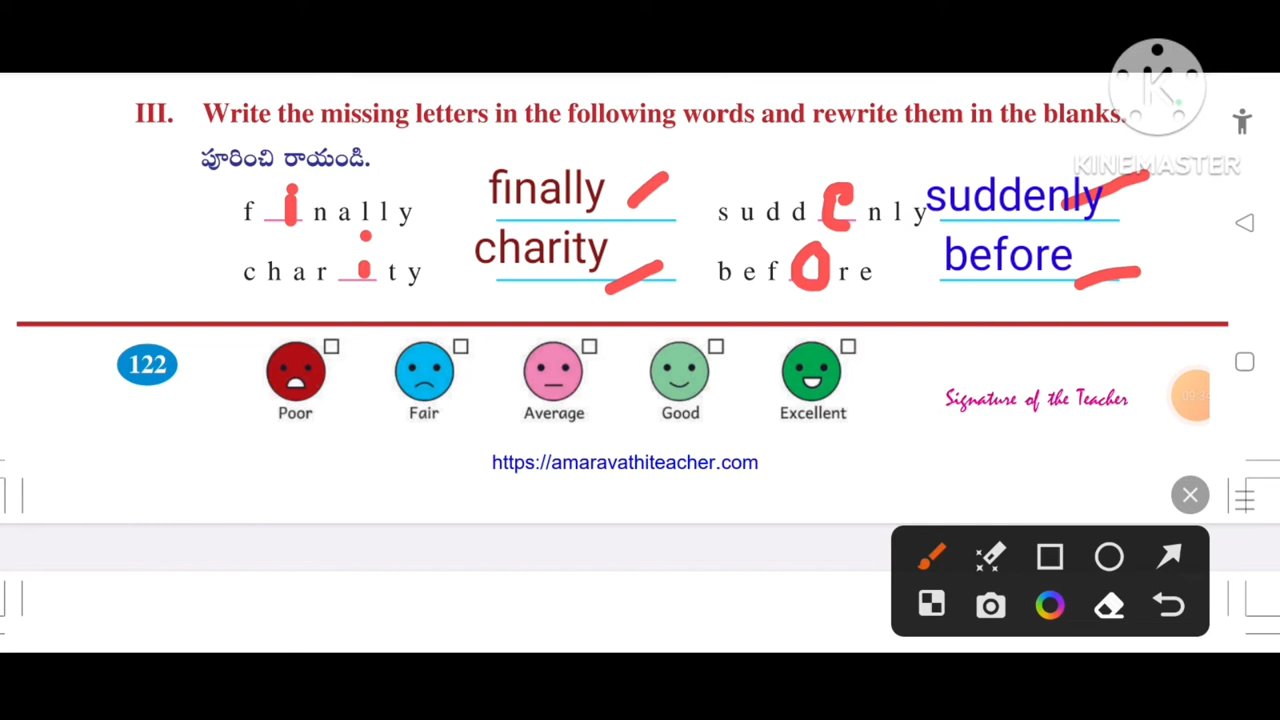 KINEMASTER
III. Write the missing letters in the following words and rewrite them in the blanks.
పూరించి రాయండి.
f i n a l l y finally s u d d e n l y suddenly
c h a r i t y charity b e f o r e before
122
Poor Fair Average Good Excellent
Signature of the Teacher
https://amaravathiteacher.com